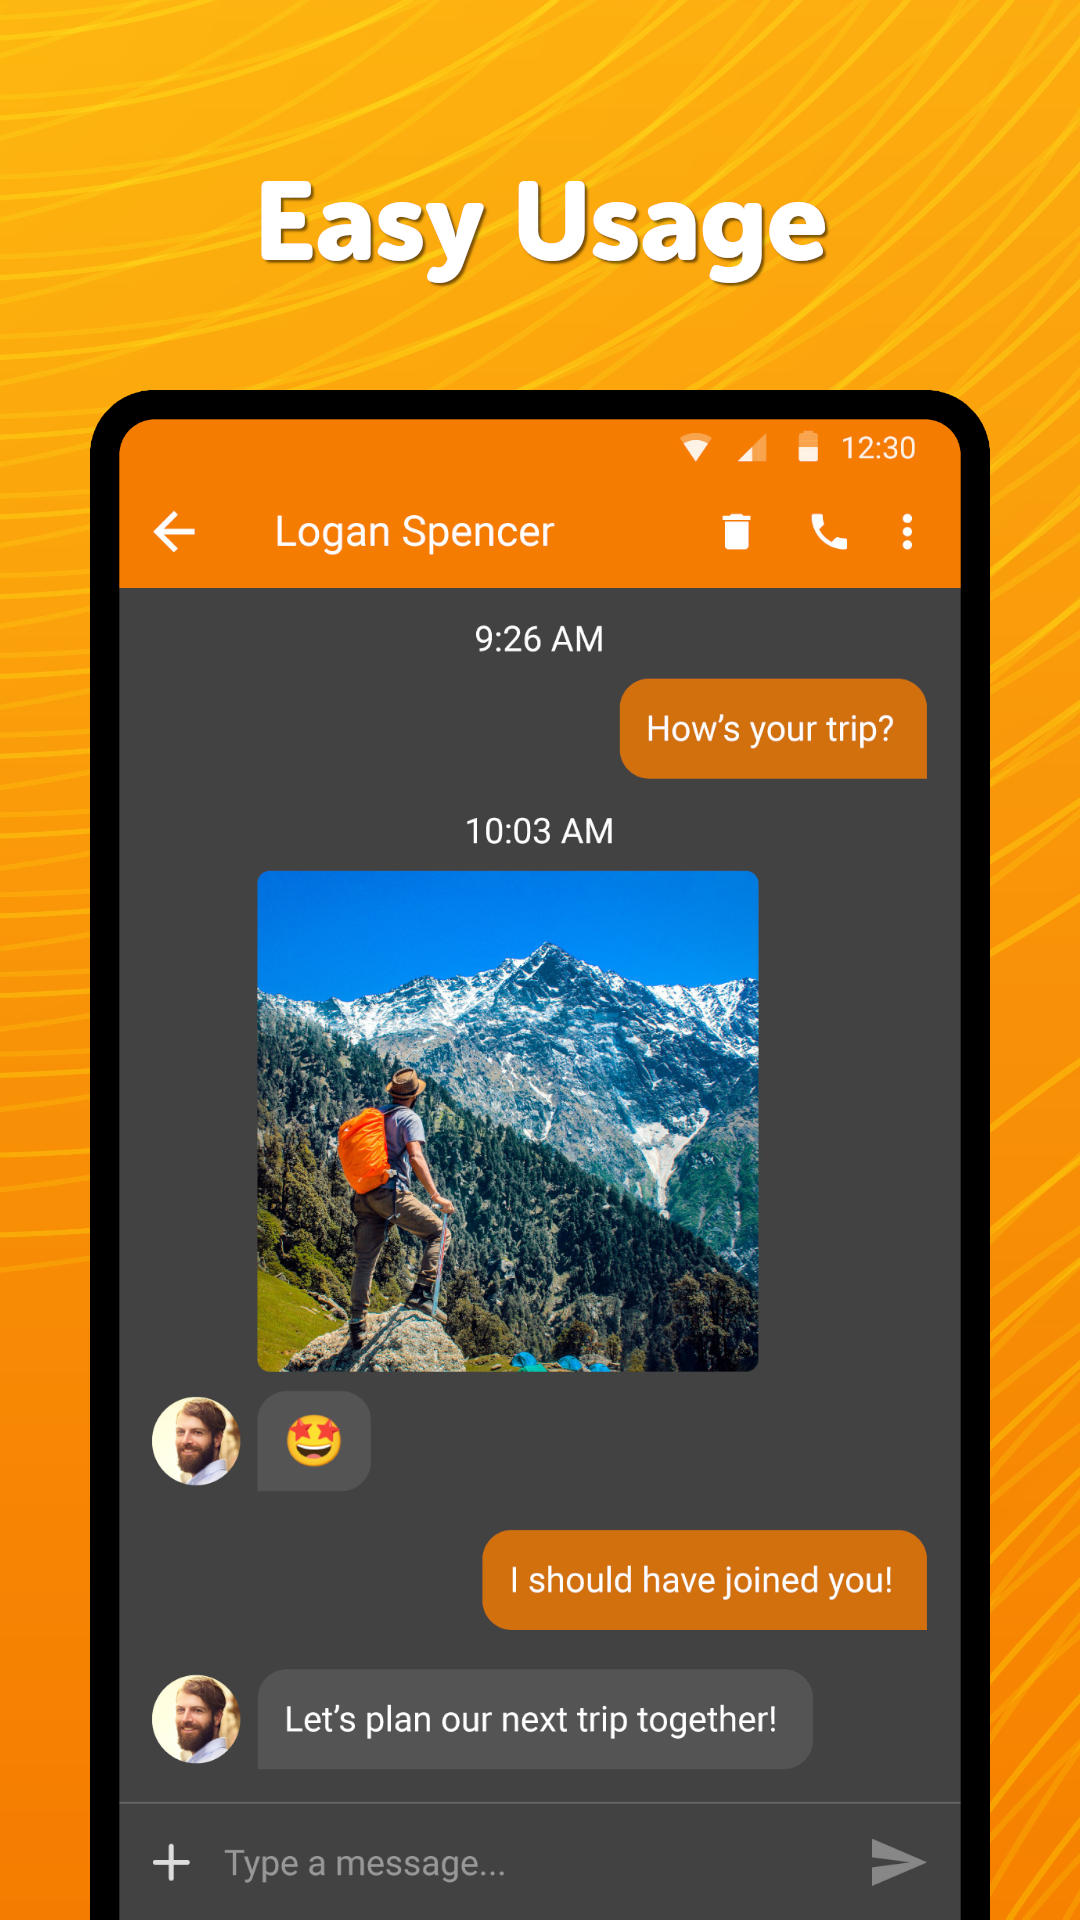 Easy Usage
12:30
Logan Spencer
9:26 AM
How’s your trip?
10:03 AM
I should have joined you!
Let’s plan our next trip together!
Type a message...